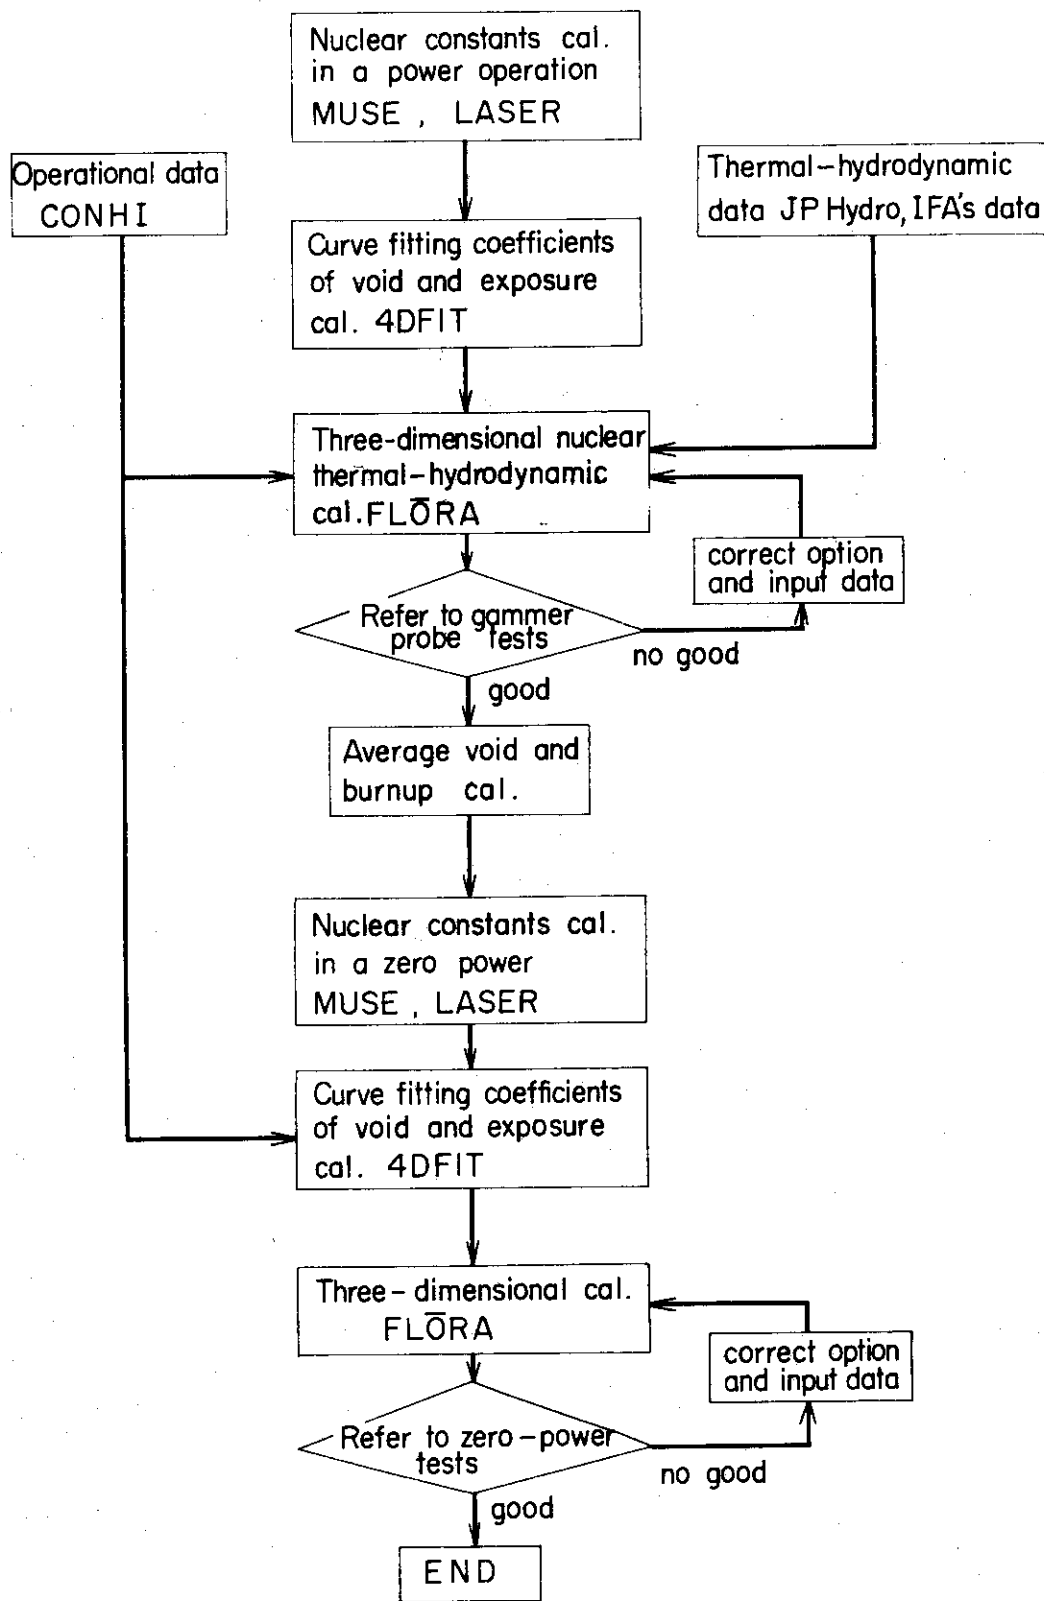 Nuclear constants cal.
in a power operation
MUSE , LASER
Operational data
CONHI
Thermal-hydrodynamic
data JP Hydro, IFA's data
Curve fitting coefficients
of void and exposure
cal. 4DFIT
Three-dimensional nuclear
thermal-hydrodynamic
cal. FLŌRA
correct option
and input data
Refer to gammer
probe tests
no good
good
Average void and
burnup cal.
Nuclear constants cal.
in a zero power
MUSE , LASER
Curve fitting coefficients
of void and exposure
cal. 4DFIT
Three-dimensional cal.
FLŌRA
correct option
and input data
Refer to zero-power
tests
no good
good
END